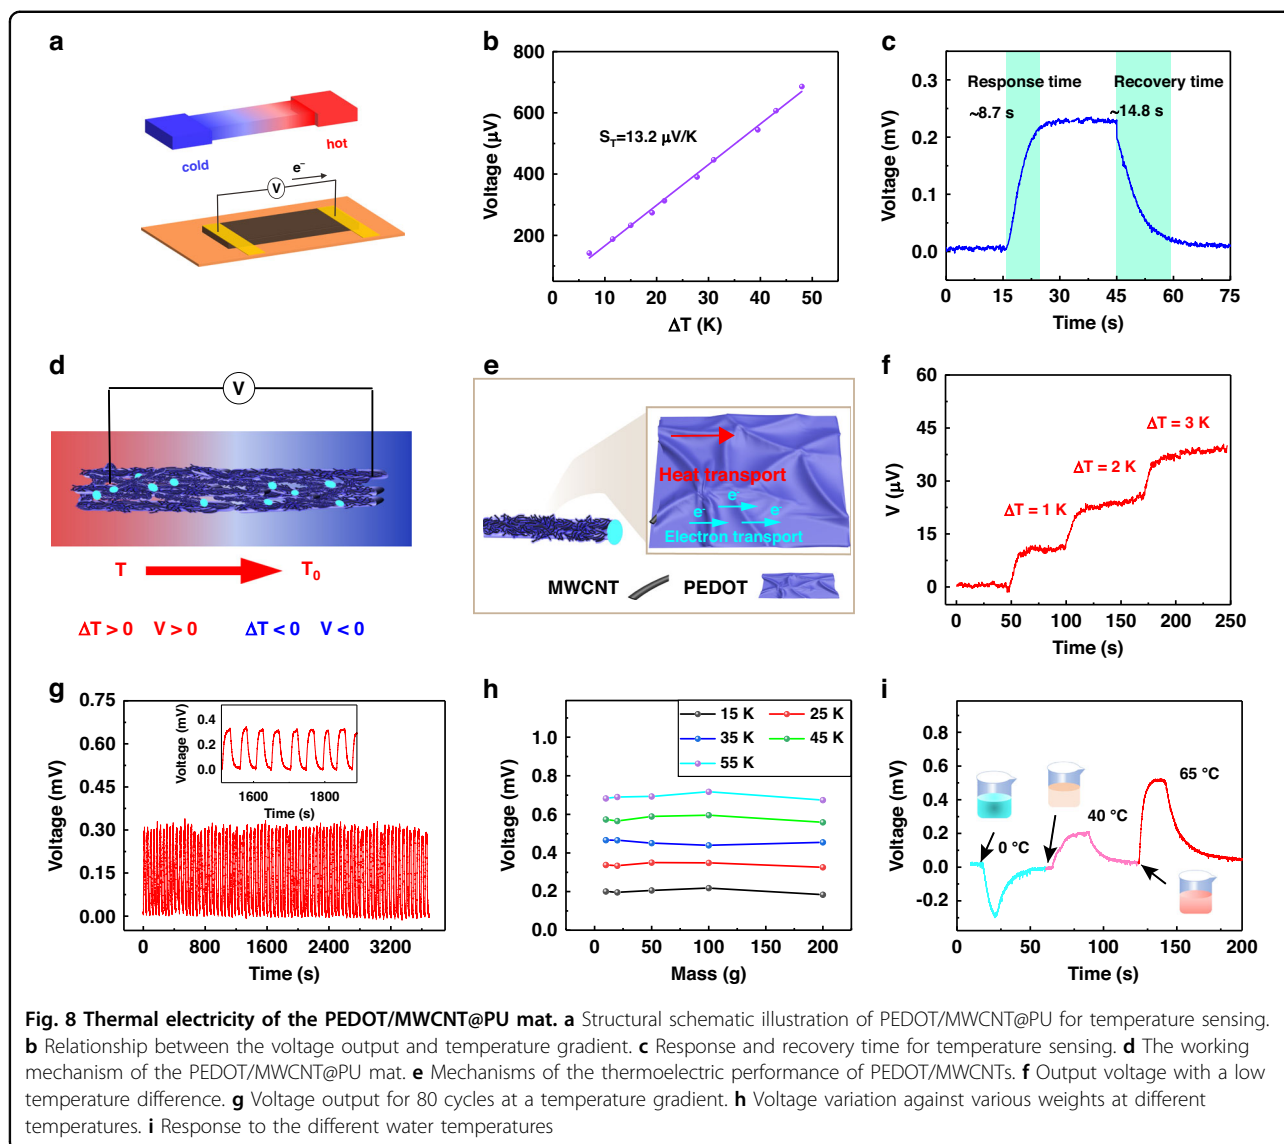 a
cold
hot
e⁻
V
b
800
600
400
200
0
10
20
30
40
50
Voltage (μV)
ΔT (K)
S_T=13.2 μV/K
c
0.3
0.2
0.1
0.0
0
15
30
45
60
75
Voltage (mV)
Time (s)
Response time
~8.7 s
Recovery time
~14.8 s
d
V
T
T₀
ΔT > 0 V > 0
ΔT < 0 V < 0
e
Heat transport
e⁻
e⁻
e⁻
Electron transport
MWCNT
PEDOT
f
60
45
30
15
0
0
50
100
150
200
250
V (μV)
Time (s)
ΔT = 1 K
ΔT = 2 K
ΔT = 3 K
g
0.75
0.60
0.45
0.30
0.15
0.00
0
800
1600
2400
3200
Voltage (mV)
Time (s)
0.4
0.2
0.0
1600
1800
Voltage (mV)
Time (s)
h
1.0
0.8
0.6
0.4
0.2
0.0
0
50
100
150
200
Voltage (mV)
Mass (g)
15 K
25 K
35 K
45 K
55 K
i
0.8
0.6
0.4
0.2
0.0
-0.2
0
50
100
150
200
Voltage (mV)
Time (s)
0 °C
40 °C
65 °C
Fig. 8 Thermal electricity of the PEDOT/MWCNT@PU mat. a Structural schematic illustration of PEDOT/MWCNT@PU for temperature sensing.
b Relationship between the voltage output and temperature gradient. c Response and recovery time for temperature sensing. d The working
mechanism of the PEDOT/MWCNT@PU mat. e Mechanisms of the thermoelectric performance of PEDOT/MWCNTs. f Output voltage with a low
temperature difference. g Voltage output for 80 cycles at a temperature gradient. h Voltage variation against various weights at different
temperatures. i Response to the different water temperatures